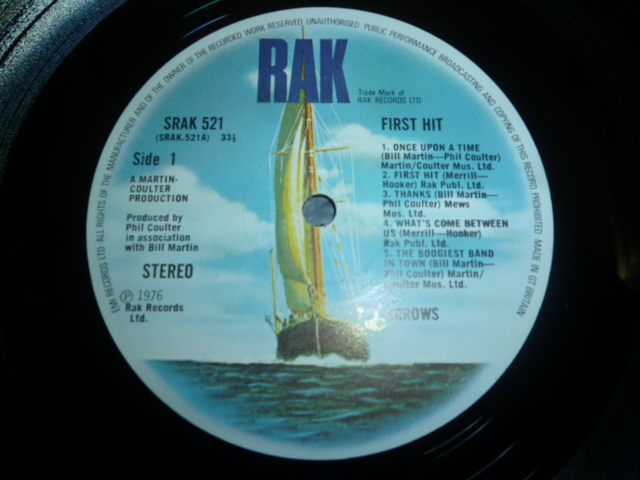 EMI RECORDS LTD· ALL RIGHTS OF THE MANUFACTURER AND OF THE OWNER OF THE RECORDED WORK RESERVED UNAUTHORISED PUBLIC PERFORMANCE BROADCASTING AND COPYING OF THIS RECORD PROHIBITED MADE IN GT BRITAIN
RAK
Trade Mark of
RAK RECORDS LTD
SRAK 521
(SRAK.521A) 33⅓
Side 1
A MARTIN-
COULTER
PRODUCTION
Produced by
Phil Coulter
in association
with Bill Martin
STEREO
Ⓟ 1976
Rak Records
Ltd.
FIRST HIT
1. ONCE UPON A TIME
(Bill Martin—Phil Coulter)
Martin/Coulter Mus. Ltd.
2. FIRST HIT (Merrill—
Hooker) Rak Publ. Ltd.
3. THANKS (Bill Martin—
Phil Coulter) Mews
Mus. Ltd.
4. WHAT'S COME BETWEEN
US (Merrill—Hooker)
Rak Publ. Ltd.
5. THE BOOGIEST BAND
IN TOWN (Bill Martin—
Phil Coulter) Martin/
Coulter Mus. Ltd.
ARROWS